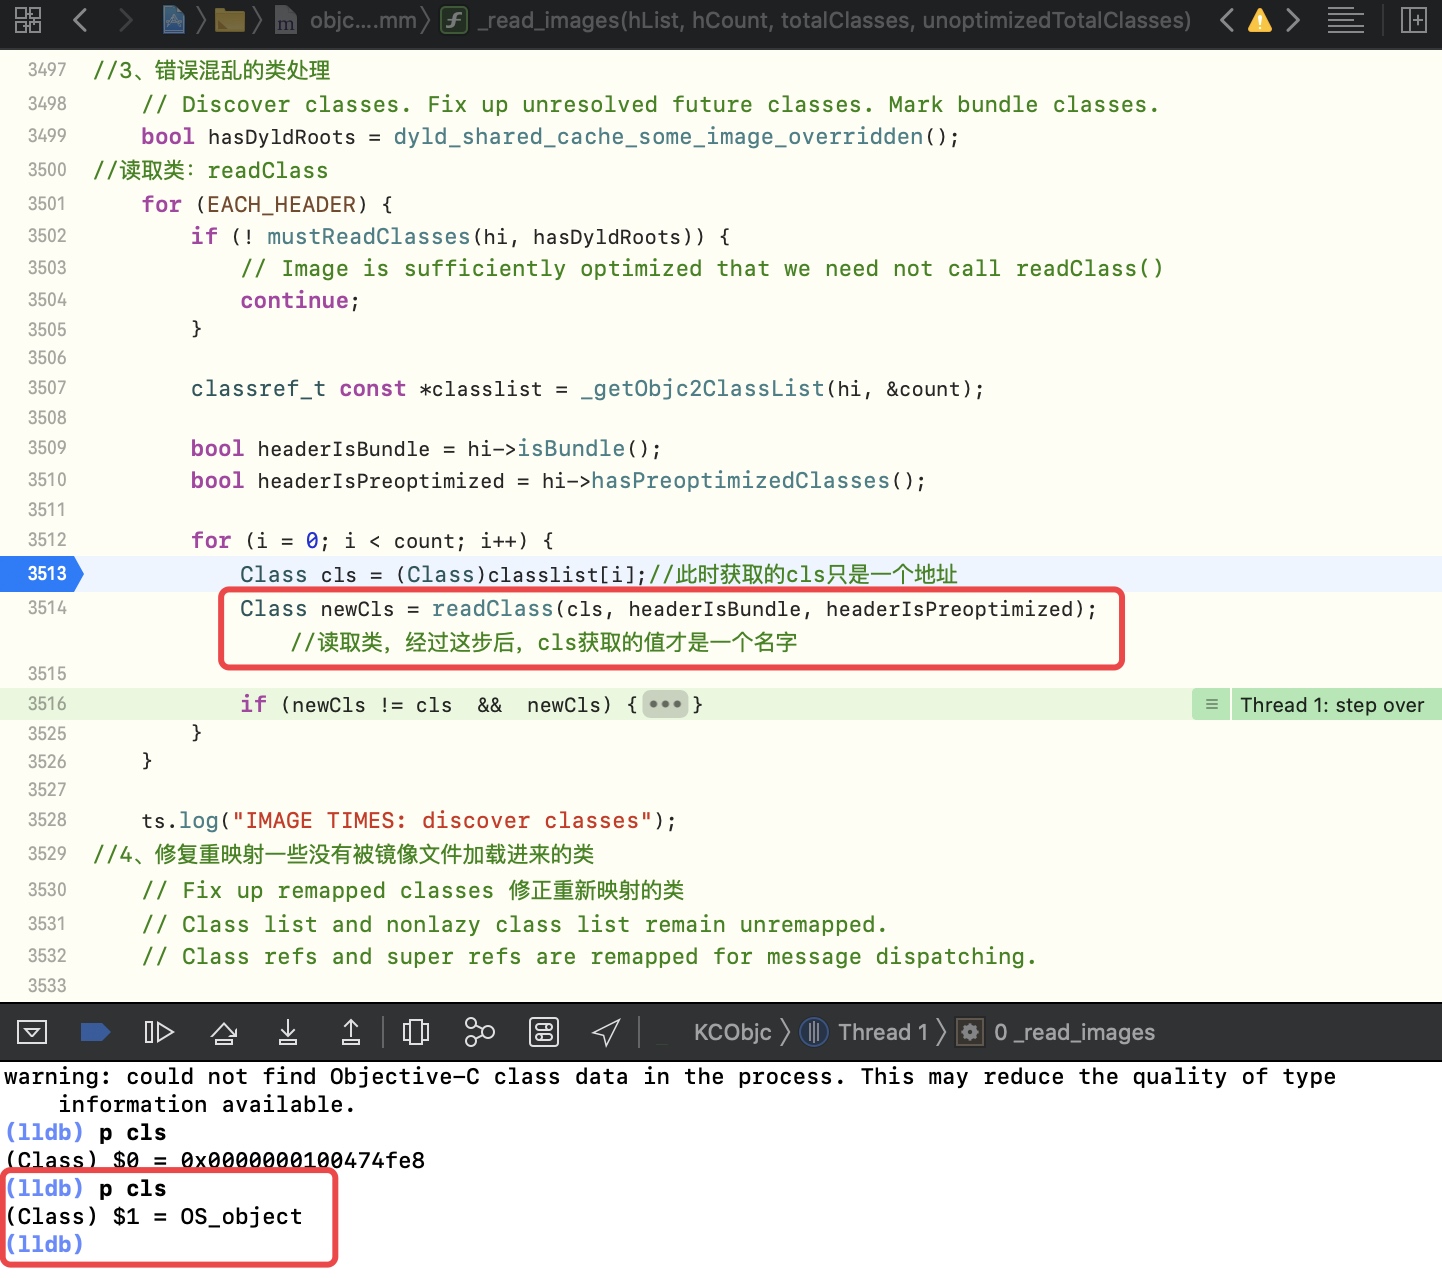 objc....mm 〉 f _read_images(hList, hCount, totalClasses, unoptimizedTotalClasses)
3497 //3、错误混乱的类处理
3498 // Discover classes. Fix up unresolved future classes. Mark bundle classes.
3499 bool hasDyldRoots = dyld_shared_cache_some_image_overridden();
3500 //读取类：readClass
3501 for (EACH_HEADER) {
3502 if (! mustReadClasses(hi, hasDyldRoots)) {
3503 // Image is sufficiently optimized that we need not call readClass()
3504 continue;
3505 }
3506
3507 classref_t const *classlist = _getObjc2ClassList(hi, &count);
3508
3509 bool headerIsBundle = hi->isBundle();
3510 bool headerIsPreoptimized = hi->hasPreoptimizedClasses();
3511
3512 for (i = 0; i < count; i++) {
3513 Class cls = (Class)classlist[i];//此时获取的cls只是一个地址
3514 Class newCls = readClass(cls, headerIsBundle, headerIsPreoptimized);
//读取类，经过这步后，cls获取的值才是一个名字
3515
3516 if (newCls != cls && newCls) {•••} Thread 1: step over
3525 }
3526 }
3527
3528 ts.log("IMAGE TIMES: discover classes");
3529 //4、修复重映射一些没有被镜像文件加载进来的类
3530 // Fix up remapped classes 修正重新映射的类
3531 // Class list and nonlazy class list remain unremapped.
3532 // Class refs and super refs are remapped for message dispatching.
3533
KCObjc 〉 Thread 1 〉 0 _read_images
warning: could not find Objective-C class data in the process. This may reduce the quality of type
information available.
(lldb) p cls
(Class) $0 = 0x0000000100474fe8
(lldb) p cls
(Class) $1 = OS_object
(lldb)